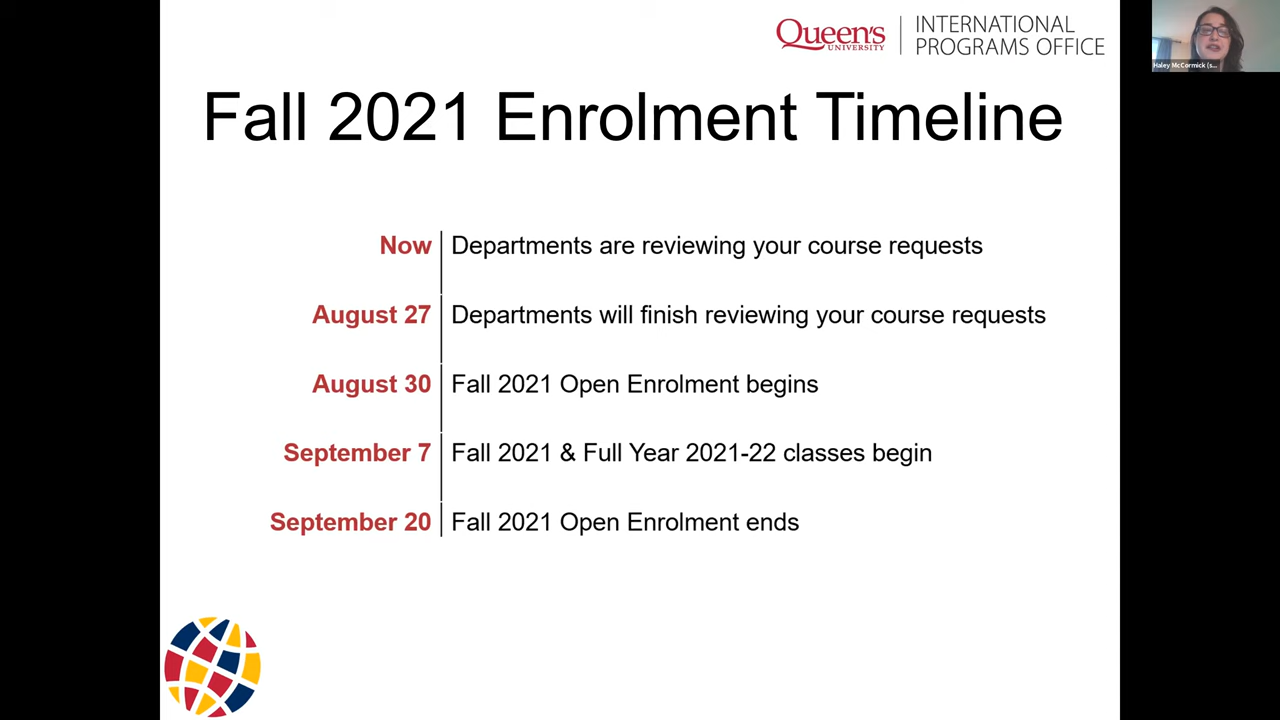 Queen's
UNIVERSITY
INTERNATIONAL
PROGRAMS OFFICE
Haley McCormick (s...
Fall 2021 Enrolment Timeline
Now Departments are reviewing your course requests
August 27 Departments will finish reviewing your course requests
August 30 Fall 2021 Open Enrolment begins
September 7 Fall 2021 & Full Year 2021-22 classes begin
September 20 Fall 2021 Open Enrolment ends